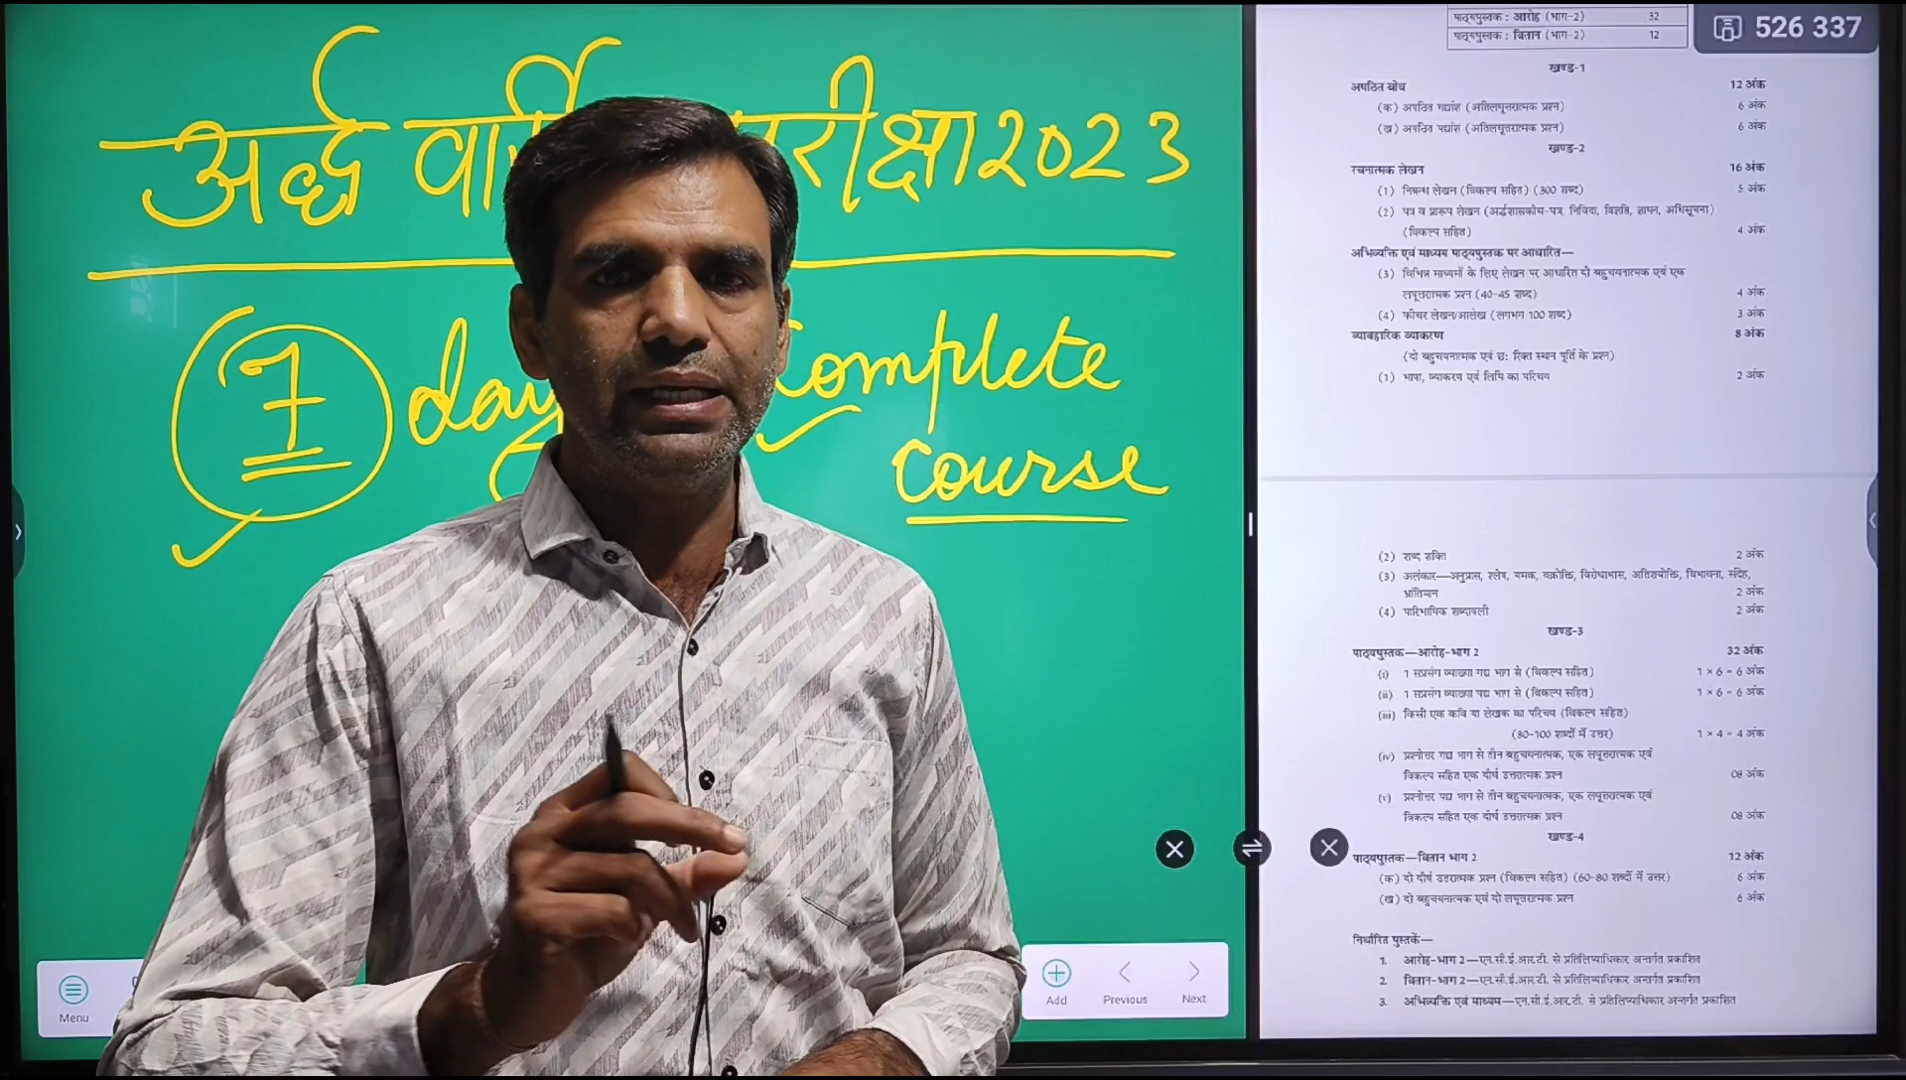 अर्द्ध वार्षि परीक्षा २०२3
7 day complete
course
Menu
Add
Previous
Next
526 337
पाठ्यपुस्तक : आरोह (भाग-2) 32
पाठ्यपुस्तक : वितान (भाग-2) 12
खण्ड-1
अपठित बोध 12 अंक
(क) अपठित गद्यांश (अतिलघूत्तरात्मक प्रश्न) 6 अंक
(ख) अपठित पद्यांश (अतिलघूत्तरात्मक प्रश्न) 6 अंक
खण्ड-2
रचनात्मक लेखन 16 अंक
(1) निबन्ध लेखन (विकल्प सहित) (300 शब्द) 5 अंक
(2) पत्र व प्रारूप लेखन (अर्द्धशासकीय-पत्र, निविदा, विज्ञप्ति, ज्ञापन, अधिसूचना)
(विकल्प सहित) 4 अंक
अभिव्यक्ति एवं माध्यम पाठ्यपुस्तक पर आधारित—
(3) विभिन्न माध्यमों के लिए लेखन पर आधारित दो बहुचयनात्मक एवं एक
लघूत्तरात्मक प्रश्न (40-45 शब्द) 4 अंक
(4) फीचर लेखन/आलेख (लगभग 100 शब्द) 3 अंक
व्यावहारिक व्याकरण 8 अंक
(दो बहुचयनात्मक एवं छः रिक्त स्थान पूर्ति के प्रश्न)
(1) भाषा, व्याकरण एवं लिपि का परिचय 2 अंक
(2) शब्द शक्ति 2 अंक
(3) अलंकार—अनुप्रास, श्लेष, यमक, वक्रोक्ति, विरोधाभास, अतिशयोक्ति, विभावना, संदेह,
भ्रांतिमान 2 अंक
(4) पारिभाषिक शब्दावली 2 अंक
खण्ड-3
पाठ्यपुस्तक—आरोह-भाग 2 32 अंक
(i) 1 सप्रसंग व्याख्या गद्य भाग से (विकल्प सहित) 1 × 6 = 6 अंक
(ii) 1 सप्रसंग व्याख्या पद्य भाग से (विकल्प सहित) 1 × 6 = 6 अंक
(iii) किसी एक कवि या लेखक का परिचय (विकल्प सहित)
(80-100 शब्दों में उत्तर) 1 × 4 = 4 अंक
(iv) प्रश्नोत्तर गद्य भाग से तीन बहुचयनात्मक, एक लघूत्तरात्मक एवं
विकल्प सहित एक दीर्घ उत्तरात्मक प्रश्न 08 अंक
(v) प्रश्नोत्तर पद्य भाग से तीन बहुचयनात्मक, एक लघूत्तरात्मक एवं
विकल्प सहित एक दीर्घ उत्तरात्मक प्रश्न 08 अंक
खण्ड-4
पाठ्यपुस्तक—वितान भाग 2 12 अंक
(क) दो दीर्घ उत्तरात्मक प्रश्न (विकल्प सहित) (60-80 शब्दों में उत्तर) 6 अंक
(ख) दो बहुचयनात्मक एवं दो लघूत्तरात्मक प्रश्न 6 अंक
निर्धारित पुस्तकें—
1. आरोह-भाग 2—एन.सी.ई.आर.टी. से प्रतिलिप्याधिकार अन्तर्गत प्रकाशित
2. वितान-भाग 2—एन.सी.ई.आर.टी. से प्रतिलिप्याधिकार अन्तर्गत प्रकाशित
3. अभिव्यक्ति एवं माध्यम—एन.सी.ई.आर.टी. से प्रतिलिप्याधिकार अन्तर्गत प्रकाशित